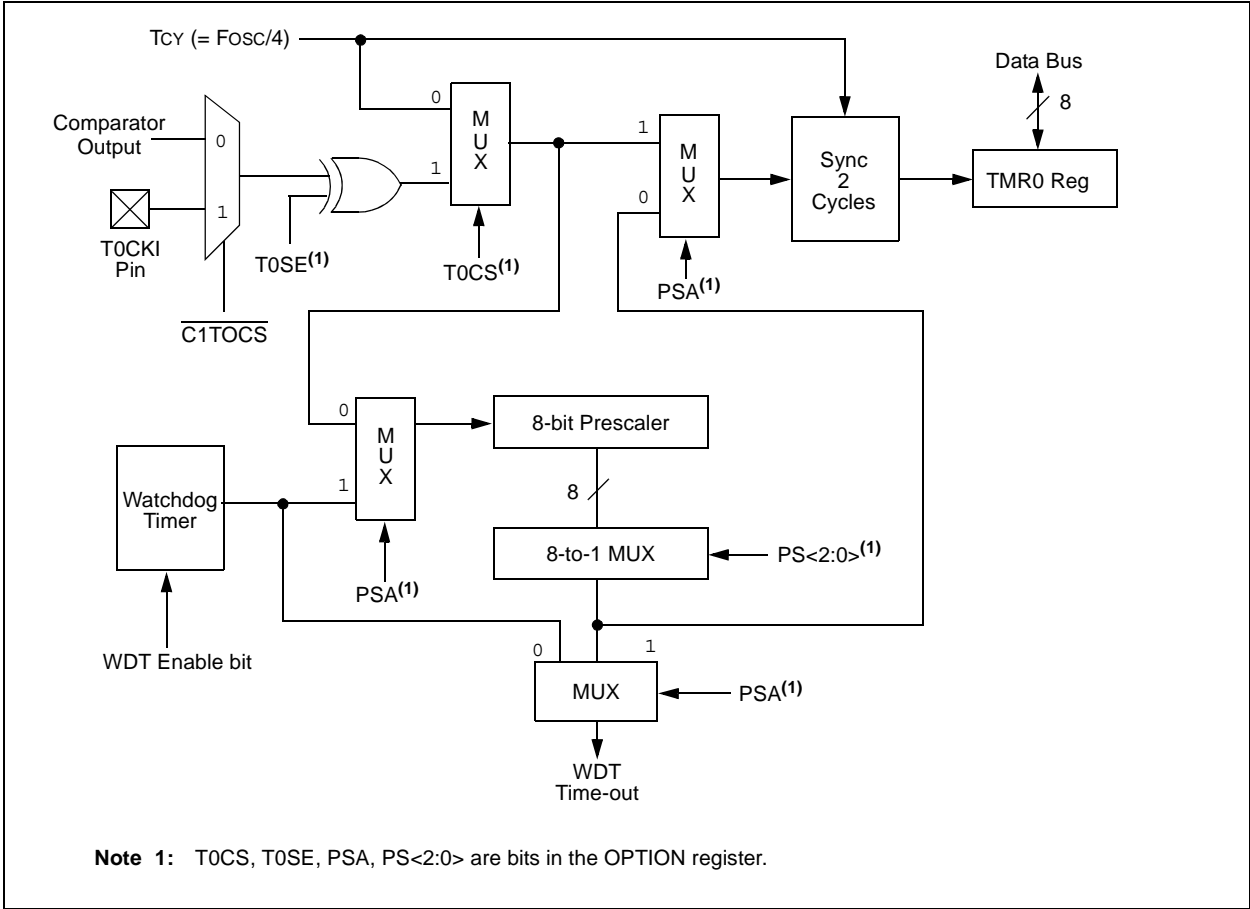 TCY (= FOSC/4)
Data Bus
8
0
Comparator
Output
0
M
U
X
1
M
U
X
Sync
2
Cycles
1
TMR0 Reg
1
0
T0CKI
Pin
T0SE(1)
T0CS(1)
PSA(1)
C1TOCS
0
M
U
X
8-bit Prescaler
1
Watchdog
Timer
8
8-to-1 MUX
PS<2:0>(1)
PSA(1)
WDT Enable bit
0
1
MUX
PSA(1)
WDT
Time-out
Note 1: T0CS, T0SE, PSA, PS<2:0> are bits in the OPTION register.